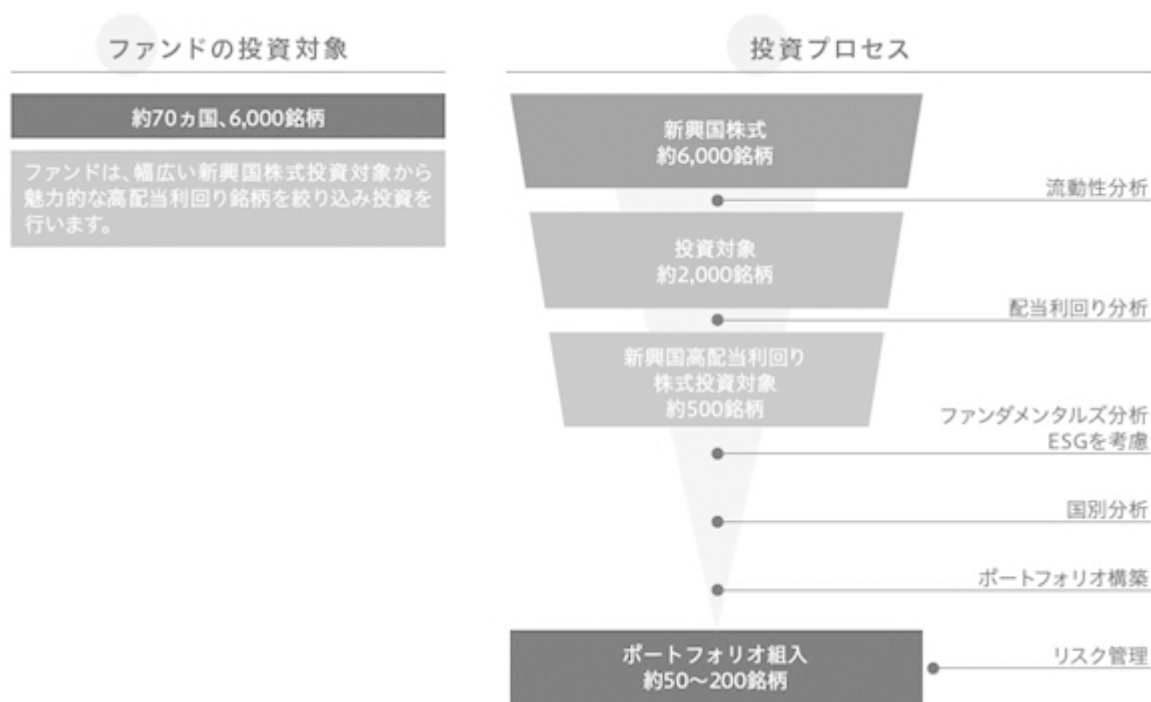 ファンドの投資対象
約70ヵ国、6,000銘柄
ファンドは、幅広い新興国株式投資対象から
魅力的な高配当利回り銘柄を絞り込み投資を
行います。
投資プロセス
新興国株式
約6,000銘柄
流動性分析
投資対象
約2,000銘柄
配当利回り分析
新興国高配当利回り
株式投資対象
約500銘柄
ファンダメンタルズ分析
ESGを考慮
国別分析
ポートフォリオ構築
ポートフォリオ組入
約50～200銘柄
リスク管理